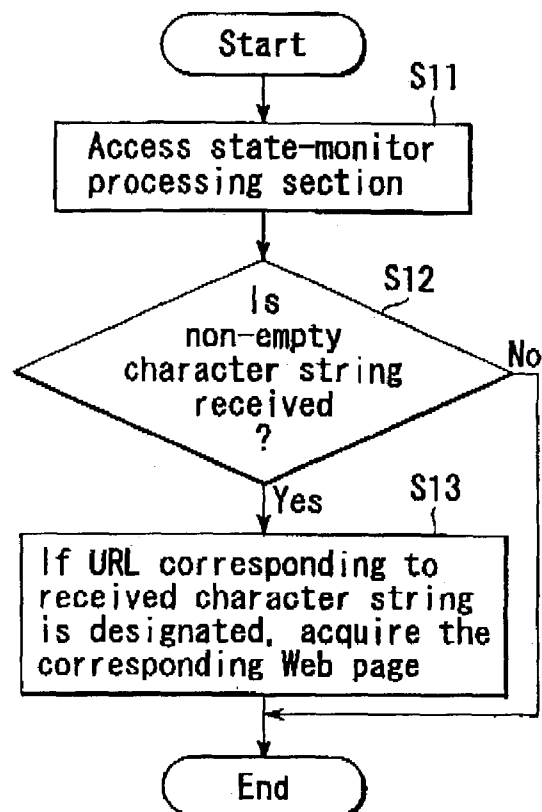 Start
S11
Access state-monitor
processing section
S12
Is
non-empty
character string
received
?
No
Yes
S13
If URL corresponding to
received character string
is designated, acquire the
corresponding Web page
End